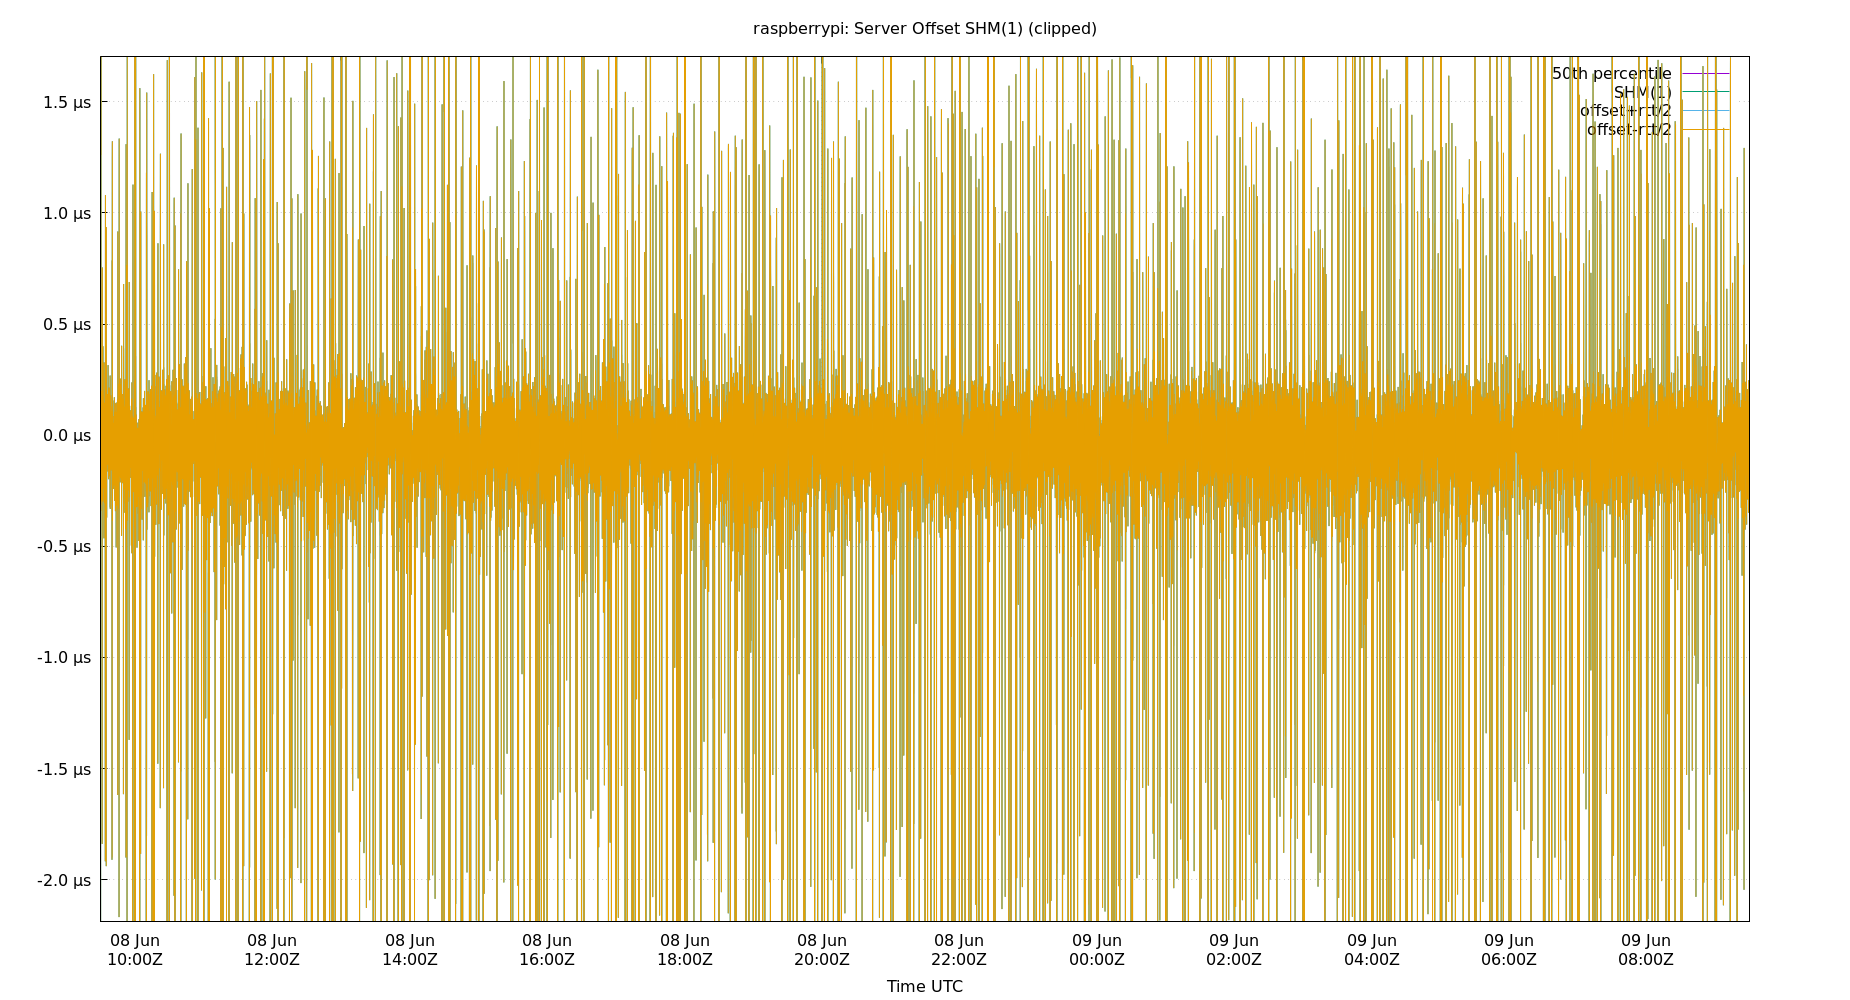 raspberrypi: Server Offset SHM(1) (clipped)
50th percentile
SHM(1)
offset+rtt/2
offset-rtt/2
1.5 µs
1.0 µs
0.5 µs
0.0 µs
-0.5 µs
-1.0 µs
-1.5 µs
-2.0 µs
08 Jun 08 Jun 08 Jun 08 Jun 08 Jun 08 Jun 08 Jun 09 Jun 09 Jun 09 Jun 09 Jun 09 Jun
10:00Z 12:00Z 14:00Z 16:00Z 18:00Z 20:00Z 22:00Z 00:00Z 02:00Z 04:00Z 06:00Z 08:00Z
Time UTC